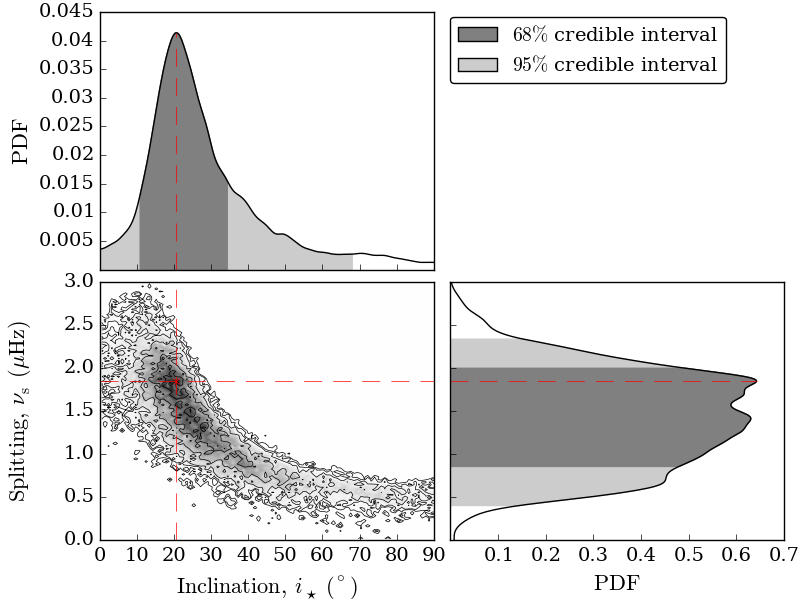 68% credible interval
95% credible interval
PDF
0.045
0.04
0.035
0.03
0.025
0.02
0.015
0.01
0.005
Splitting, νs (μHz)
3.0
2.5
2.0
1.5
1.0
0.5
0.0
0 10 20 30 40 50 60 70 80 90
Inclination, i⋆ (°)
0.1 0.2 0.3 0.4 0.5 0.6 0.7
PDF